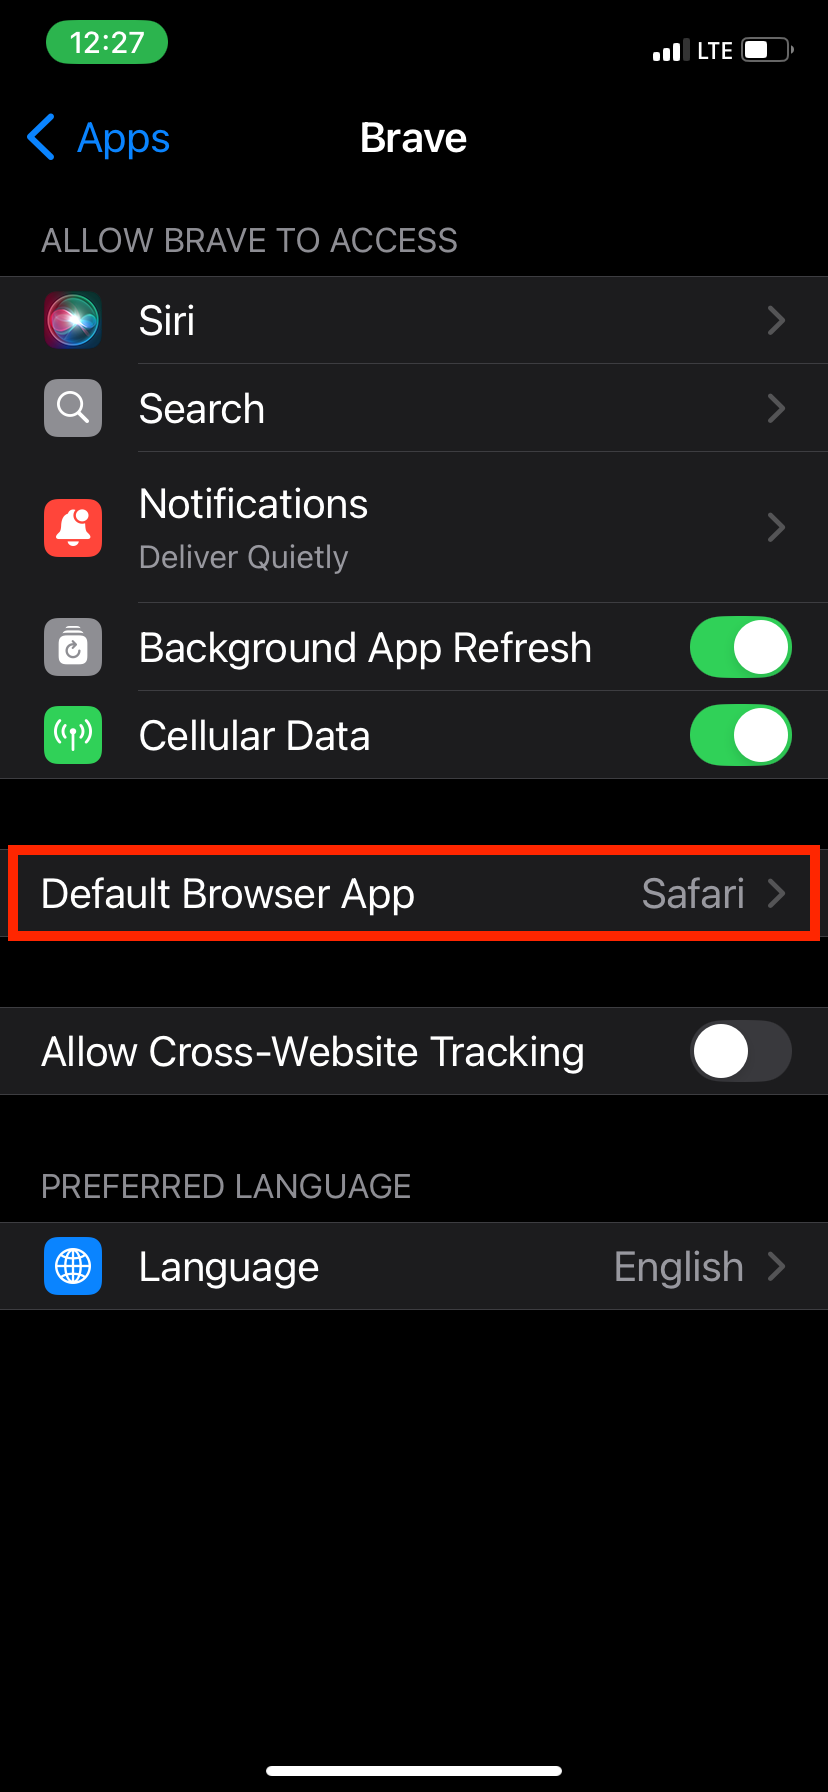 12:27
LTE
Apps
Brave
ALLOW BRAVE TO ACCESS
Siri
Search
Notifications
Deliver Quietly
Background App Refresh
Cellular Data
Default Browser App Safari
Allow Cross-Website Tracking
PREFERRED LANGUAGE
Language English